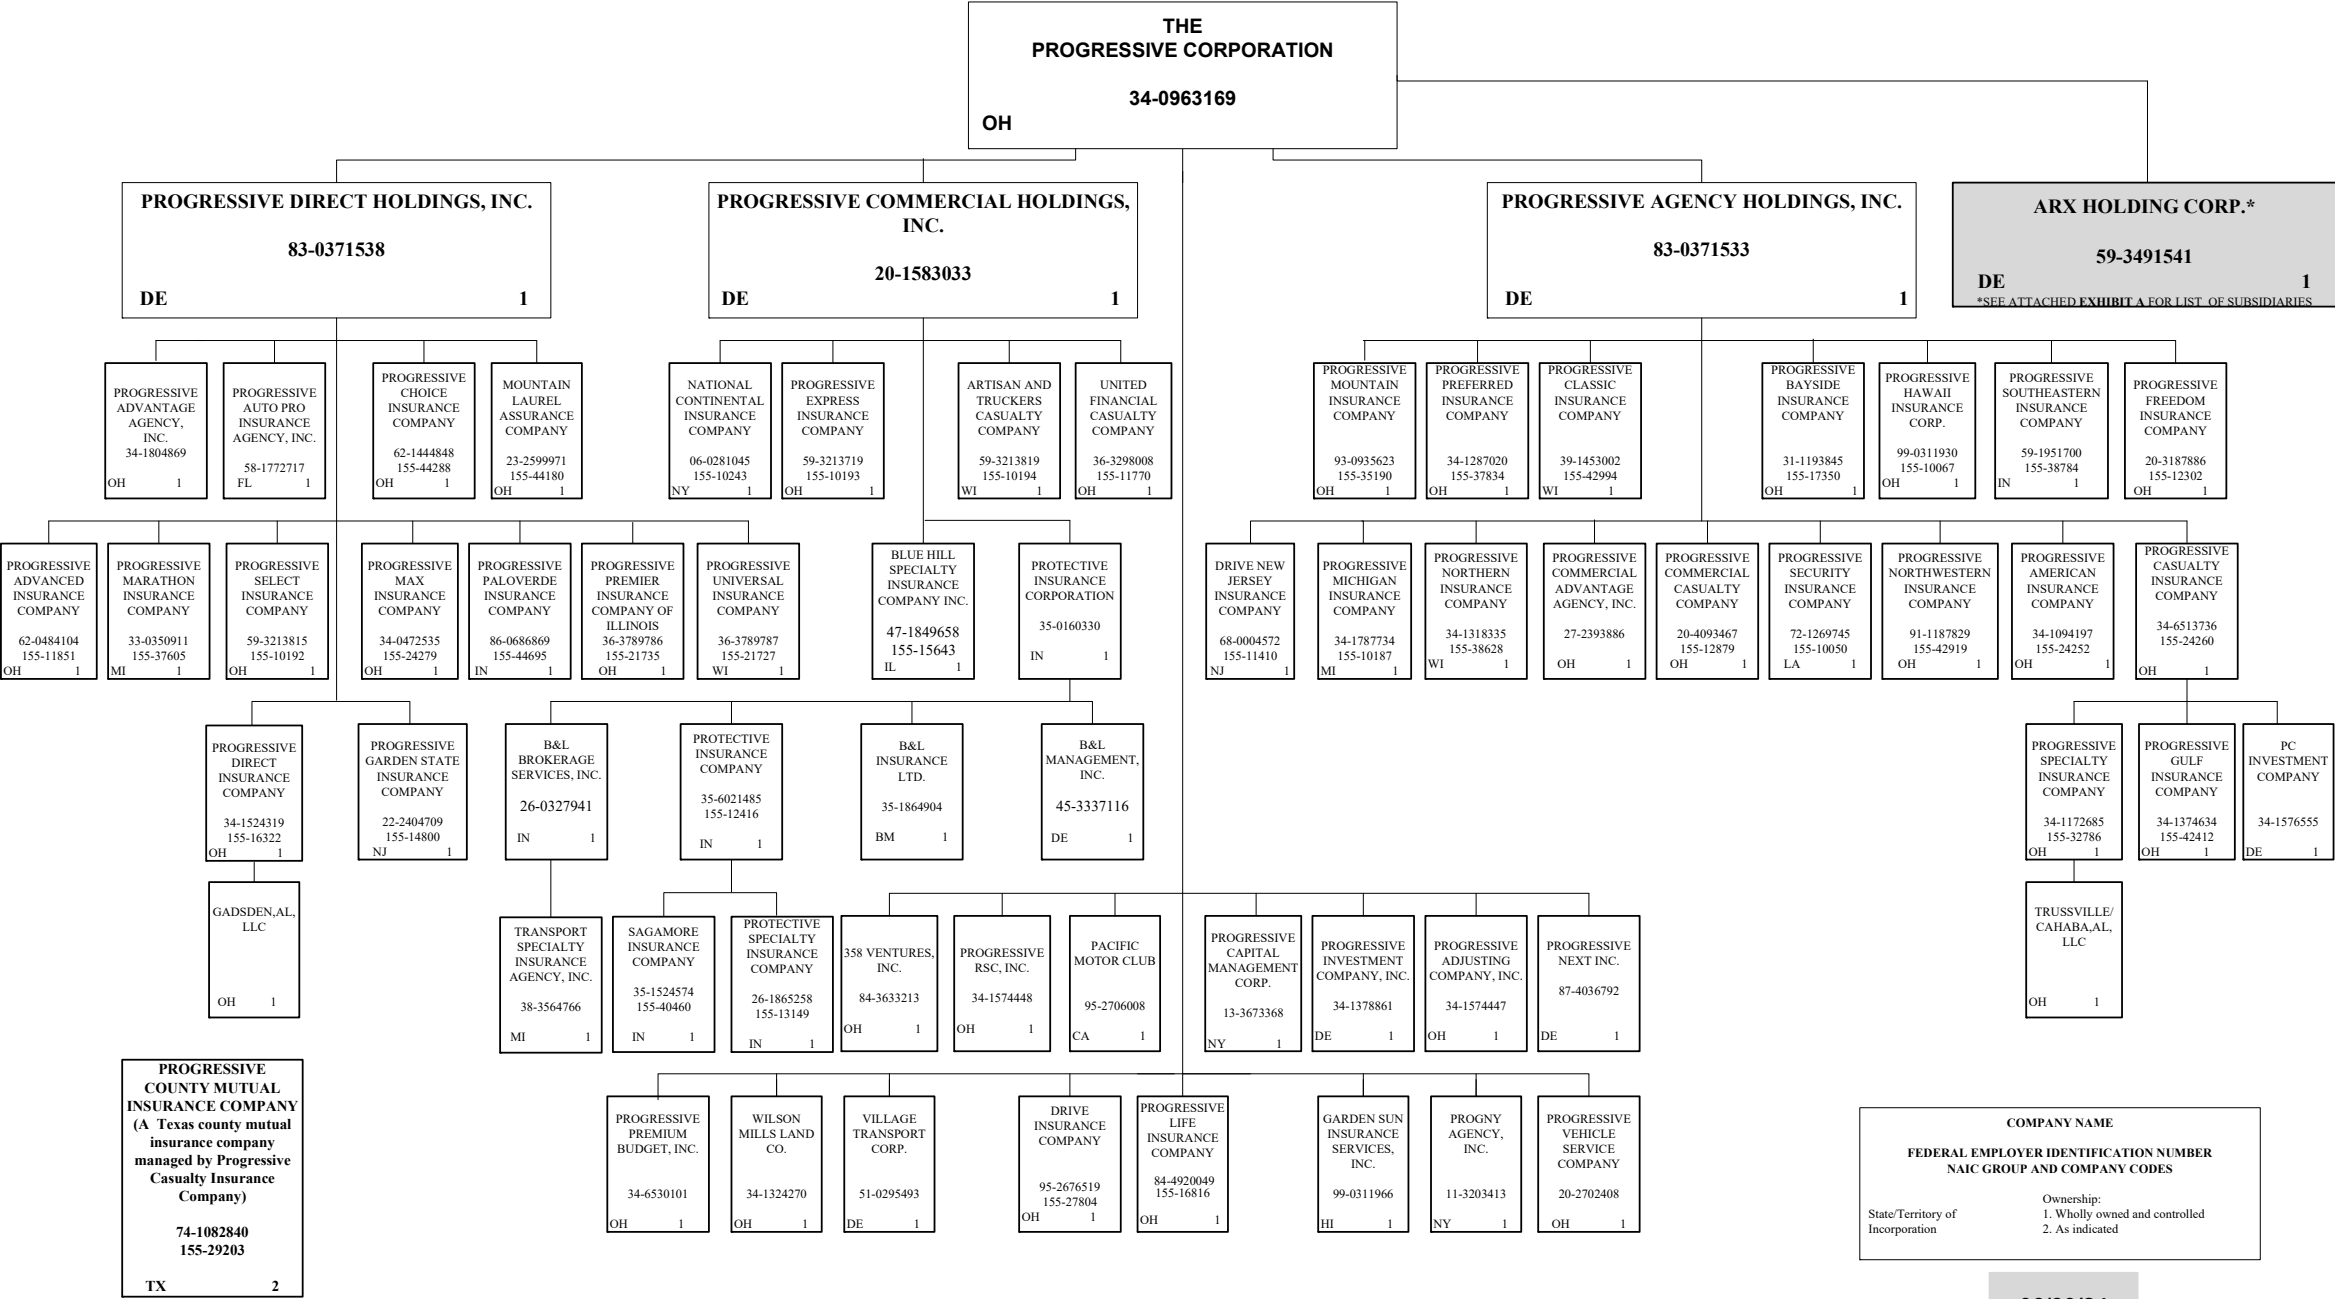 THE
PROGRESSIVE CORPORATION
34-0963169
OH
PROGRESSIVE DIRECT HOLDINGS, INC.
83-0371538
DE 1
PROGRESSIVE COMMERCIAL HOLDINGS,
INC.
20-1583033
DE 1
PROGRESSIVE AGENCY HOLDINGS, INC.
83-0371533
DE 1
ARX HOLDING CORP.*
59-3491541
DE 1
*SEE ATTACHED EXHIBIT A FOR LIST OF SUBSIDIARIES
PROGRESSIVE
ADVANTAGE
AGENCY,
INC.
34-1804869
OH 1
PROGRESSIVE
AUTO PRO
INSURANCE
AGENCY, INC.
58-1772717
FL 1
PROGRESSIVE
CHOICE
INSURANCE
COMPANY
62-1444848
155-44288
OH 1
MOUNTAIN
LAUREL
ASSURANCE
COMPANY
23-2599971
155-44180
OH 1
NATIONAL
CONTINENTAL
INSURANCE
COMPANY
06-0281045
155-10243
NY 1
PROGRESSIVE
EXPRESS
INSURANCE
COMPANY
59-3213719
155-10193
OH 1
ARTISAN AND
TRUCKERS
CASUALTY
COMPANY
59-3213819
155-10194
WI 1
UNITED
FINANCIAL
CASUALTY
COMPANY
36-3298008
155-11770
OH 1
PROGRESSIVE
MOUNTAIN
INSURANCE
COMPANY
93-0935623
155-35190
OH 1
PROGRESSIVE
PREFERRED
INSURANCE
COMPANY
34-1287020
155-37834
OH 1
PROGRESSIVE
CLASSIC
INSURANCE
COMPANY
39-1453002
155-42994
WI 1
PROGRESSIVE
BAYSIDE
INSURANCE
COMPANY
31-1193845
155-17350
OH 1
PROGRESSIVE
HAWAII
INSURANCE
CORP.
99-0311930
155-10067
OH 1
PROGRESSIVE
SOUTHEASTERN
INSURANCE
COMPANY
59-1951700
155-38784
IN 1
PROGRESSIVE
FREEDOM
INSURANCE
COMPANY
20-3187886
155-12302
OH 1
PROGRESSIVE
ADVANCED
INSURANCE
COMPANY
62-0484104
155-11851
OH 1
PROGRESSIVE
MARATHON
INSURANCE
COMPANY
33-0350911
155-37605
MI 1
PROGRESSIVE
SELECT
INSURANCE
COMPANY
59-3213815
155-10192
OH 1
PROGRESSIVE
MAX
INSURANCE
COMPANY
34-0472535
155-24279
OH 1
PROGRESSIVE
PALOVERDE
INSURANCE
COMPANY
86-0686869
155-44695
IN 1
PROGRESSIVE
PREMIER
INSURANCE
COMPANY OF
ILLINOIS
36-3789786
155-21735
OH 1
PROGRESSIVE
UNIVERSAL
INSURANCE
COMPANY
36-3789787
155-21727
WI 1
BLUE HILL
SPECIALTY
INSURANCE
COMPANY INC.
47-1849658
155-15643
IL 1
PROTECTIVE
INSURANCE
CORPORATION
35-0160330
IN 1
DRIVE NEW
JERSEY
INSURANCE
COMPANY
68-0004572
155-11410
NJ 1
PROGRESSIVE
MICHIGAN
INSURANCE
COMPANY
34-1787734
155-10187
MI 1
PROGRESSIVE
NORTHERN
INSURANCE
COMPANY
34-1318335
155-38628
WI 1
PROGRESSIVE
COMMERCIAL
ADVANTAGE
AGENCY, INC.
27-2393886
OH 1
PROGRESSIVE
COMMERCIAL
CASUALTY
COMPANY
20-4093467
155-12879
OH 1
PROGRESSIVE
SECURITY
INSURANCE
COMPANY
72-1269745
155-10050
LA 1
PROGRESSIVE
NORTHWESTERN
INSURANCE
COMPANY
91-1187829
155-42919
OH 1
PROGRESSIVE
AMERICAN
INSURANCE
COMPANY
34-1094197
155-24252
OH 1
PROGRESSIVE
CASUALTY
INSURANCE
COMPANY
34-6513736
155-24260
OH 1
PROGRESSIVE
DIRECT
INSURANCE
COMPANY
34-1524319
155-16322
OH 1
PROGRESSIVE
GARDEN STATE
INSURANCE
COMPANY
22-2404709
155-14800
NJ 1
B&L
BROKERAGE
SERVICES, INC.
26-0327941
IN 1
PROTECTIVE
INSURANCE
COMPANY
35-6021485
155-12416
IN 1
B&L
INSURANCE
LTD.
35-1864904
BM 1
B&L
MANAGEMENT,
INC.
45-3337116
DE 1
PROGRESSIVE
SPECIALTY
INSURANCE
COMPANY
34-1172685
155-32786
OH 1
PROGRESSIVE
GULF
INSURANCE
COMPANY
34-1374634
155-42412
OH 1
PC
INVESTMENT
COMPANY
34-1576555
DE 1
GADSDEN,AL,
LLC
OH 1
TRANSPORT
SPECIALTY
INSURANCE
AGENCY, INC.
38-3564766
MI 1
SAGAMORE
INSURANCE
COMPANY
35-1524574
155-40460
IN 1
PROTECTIVE
SPECIALTY
INSURANCE
COMPANY
26-1865258
155-13149
IN 1
358 VENTURES,
INC.
84-3633213
OH 1
PROGRESSIVE
RSC, INC.
34-1574448
OH 1
PACIFIC
MOTOR CLUB
95-2706008
CA 1
PROGRESSIVE
CAPITAL
MANAGEMENT
CORP.
13-3673368
NY 1
PROGRESSIVE
INVESTMENT
COMPANY, INC.
34-1378861
DE 1
PROGRESSIVE
ADJUSTING
COMPANY, INC.
34-1574447
OH 1
PROGRESSIVE
NEXT INC.
87-4036792
DE 1
TRUSSVILLE/
CAHABA,AL,
LLC
OH 1
PROGRESSIVE
COUNTY MUTUAL
INSURANCE COMPANY
(A Texas county mutual
insurance company
managed by Progressive
Casualty Insurance
Company)
74-1082840
155-29203
TX 2
PROGRESSIVE
PREMIUM
BUDGET, INC.
34-6530101
OH 1
WILSON
MILLS LAND
CO.
34-1324270
OH 1
VILLAGE
TRANSPORT
CORP.
51-0295493
DE 1
DRIVE
INSURANCE
COMPANY
95-2676519
155-27804
OH 1
PROGRESSIVE
LIFE
INSURANCE
COMPANY
84-4920049
155-16816
OH 1
GARDEN SUN
INSURANCE
SERVICES,
INC.
99-0311966
HI 1
PROGNY
AGENCY,
INC.
11-3203413
NY 1
PROGRESSIVE
VEHICLE
SERVICE
COMPANY
20-2702408
OH 1
COMPANY NAME
FEDERAL EMPLOYER IDENTIFICATION NUMBER
NAIC GROUP AND COMPANY CODES
Ownership:
State/Territory of 1. Wholly owned and controlled
Incorporation 2. As indicated